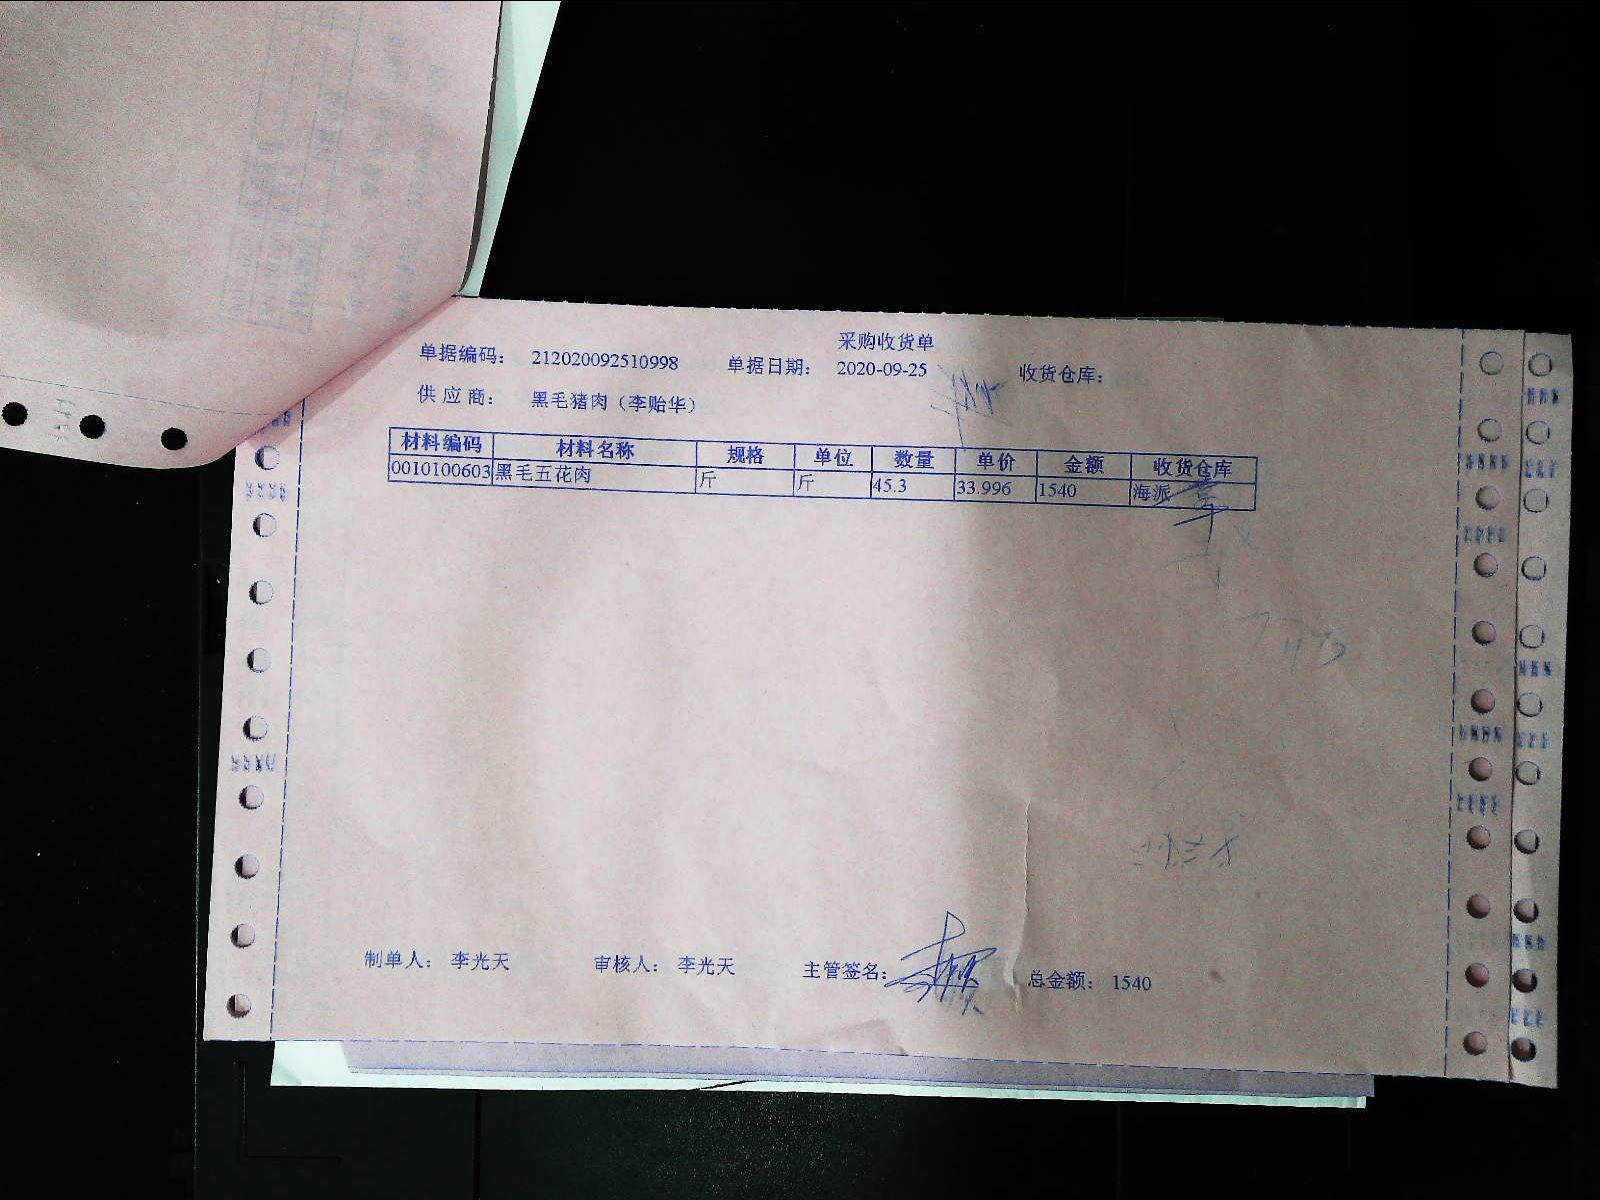 采购收货单
单据编码： 212020092510998 单据日期： 2020-09-25 收货仓库：
供应商： 黑毛猪肉（李贻华）
材料编码 材料名称 规格 单位 数量 单价 金额 收货仓库
0010100603 黑毛五花肉 斤 斤 45.3 33.996 1540 海派
制单人： 李光天 审核人： 李光天 主管签名： 总金额： 1540